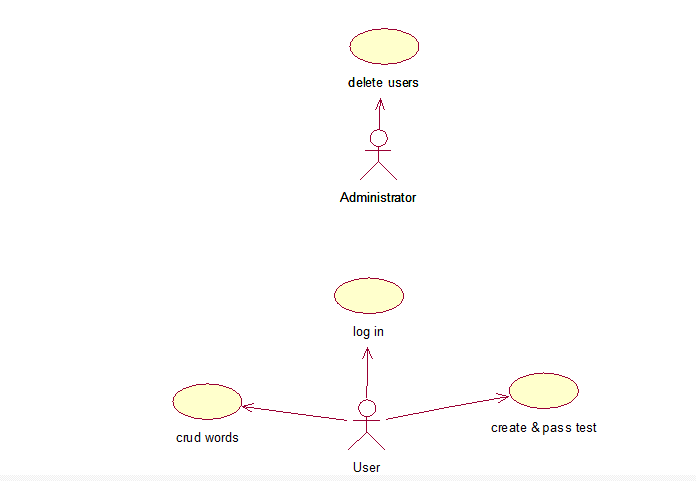 delete users
Administrator
log in
crud words
create & pass test
User